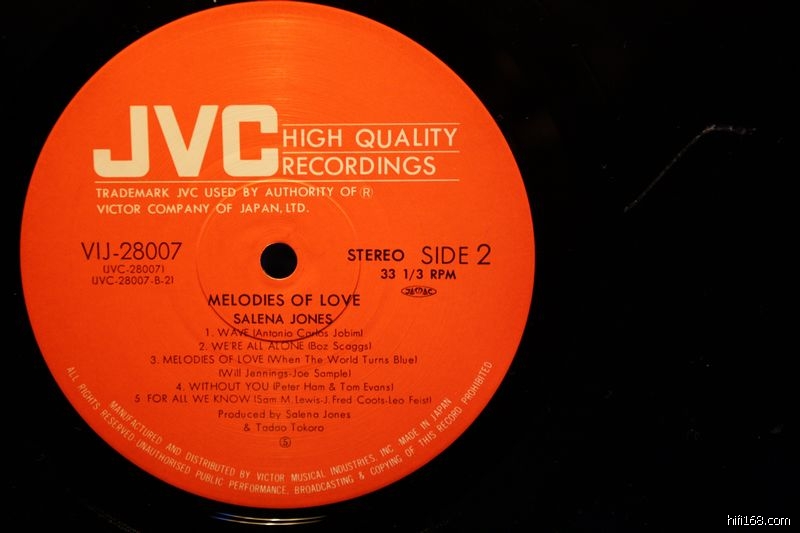 JVC HIGH QUALITY
RECORDINGS
TRADEMARK JVC USED BY AUTHORITY OF Ⓡ
VICTOR COMPANY OF JAPAN, LTD.
VIJ-28007
(JVC-28007)
(JVC-28007-B-2)
STEREO SIDE 2
33 1/3 RPM
JASRAC
MELODIES OF LOVE
SALENA JONES
1. WAVE (Antonio Carlos Jobim)
2. WE'RE ALL ALONE (Boz Scaggs)
3. MELODIES OF LOVE (When The World Turns Blue)
(Will Jennings-Joe Sample)
4. WITHOUT YOU (Peter Ham & Tom Evans)
5. FOR ALL WE KNOW (Sam M. Lewis-J. Fred Coots-Leo Feist)
Produced by Salena Jones
& Tadao Tokoro
Ⓢ
MANUFACTURED AND DISTRIBUTED BY VICTOR MUSICAL INDUSTRIES, INC. MADE IN JAPAN
ALL RIGHTS RESERVED UNAUTHORISED PUBLIC PERFORMANCE, BROADCASTING & COPYING OF THIS RECORD PROHIBITED
hifi168.com